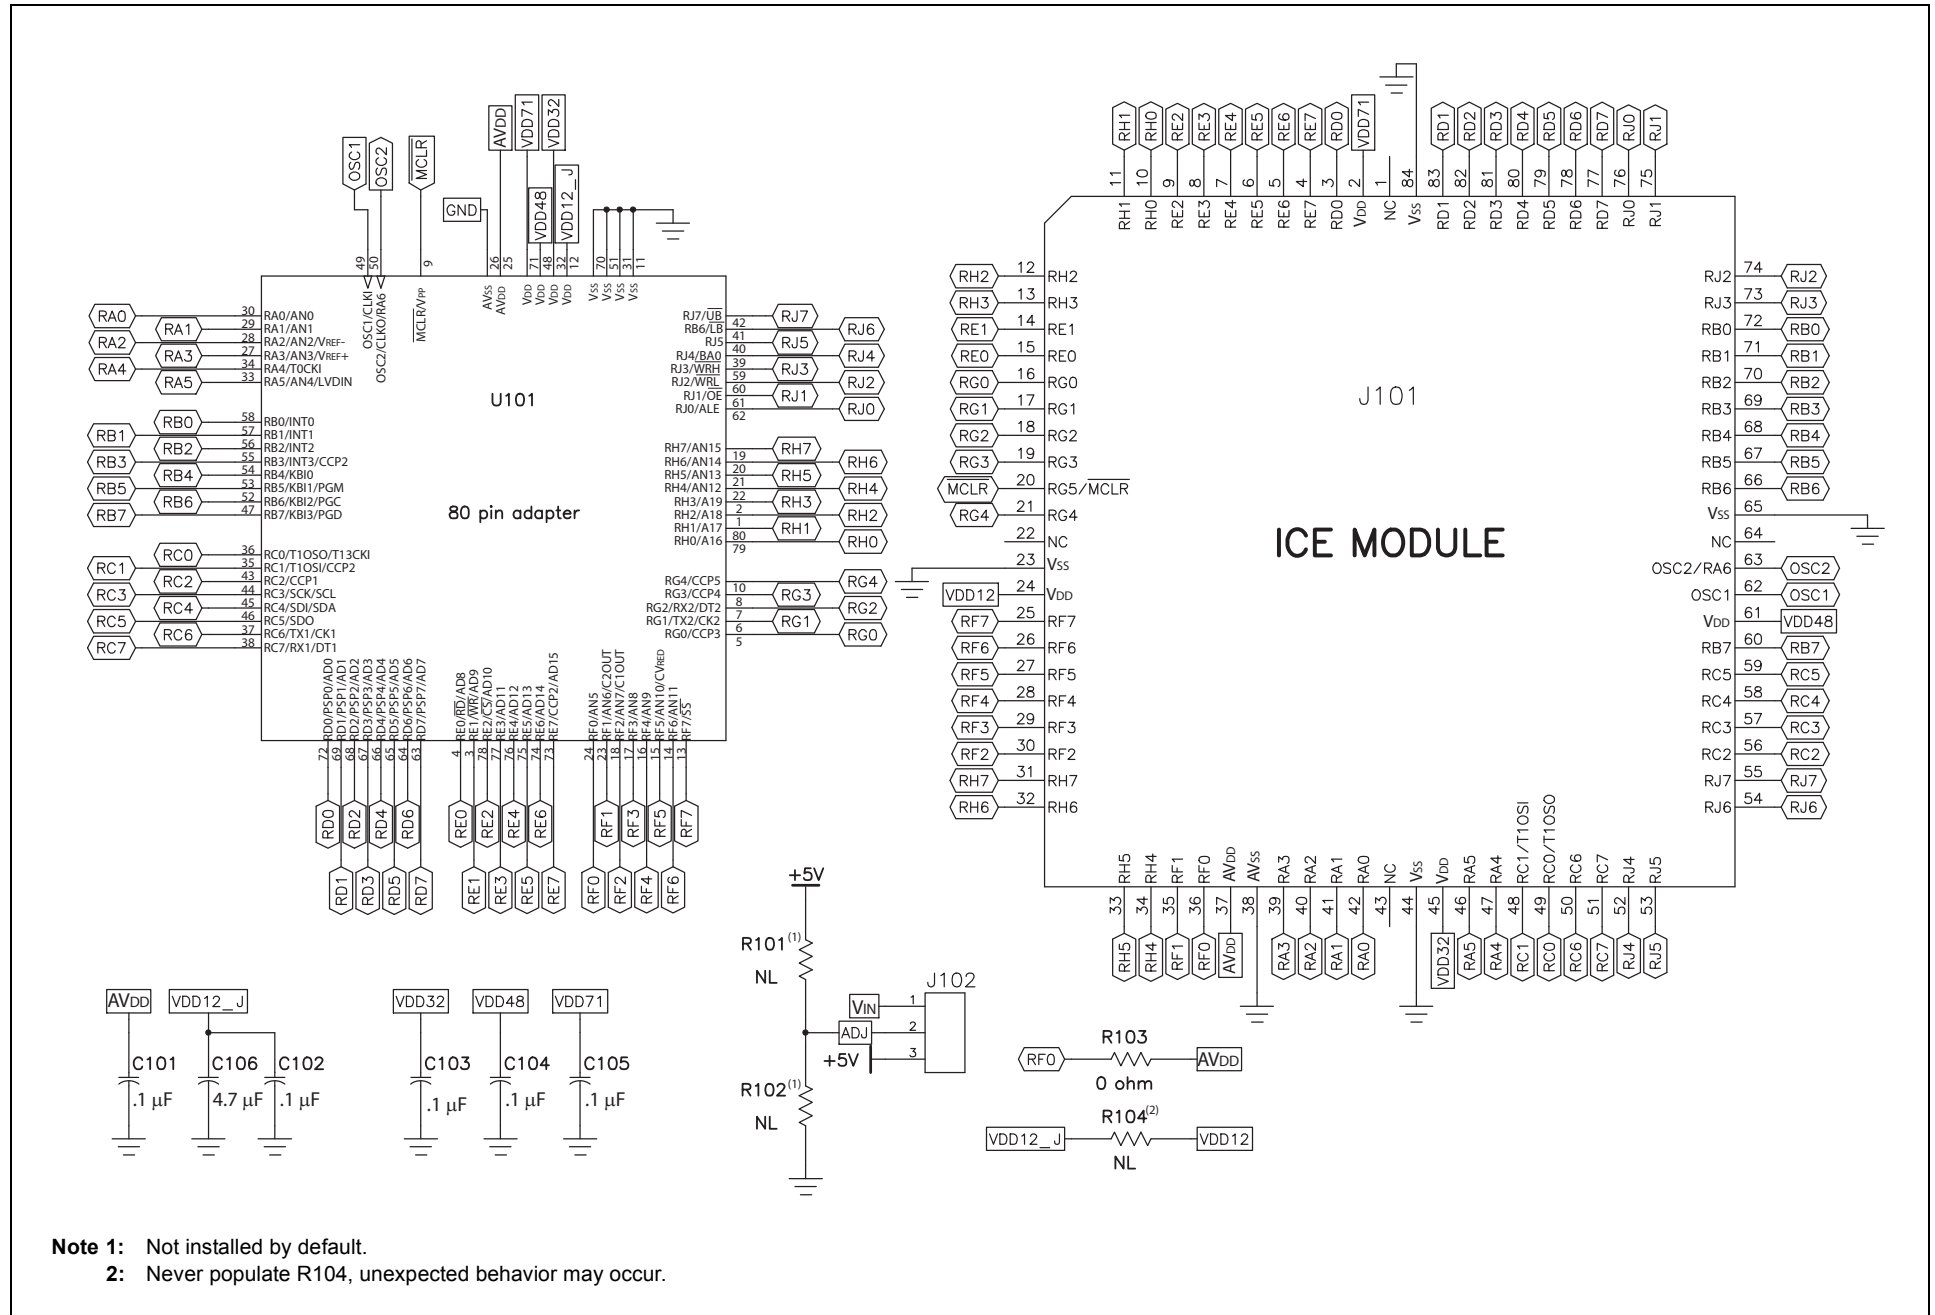 OSC1
OSC2
MCLR
AVDD
VDD71
VDD32
GND
VDD48
VDD12_J
49
50
9
26
25
71
48
32
12
70
51
31
11
OSC1/CLKI
OSC2/CLKO/RA6
MCLR/VPP
AVSS
AVDD
VDD
VDD
VDD
VDD
VSS
VSS
VSS
VSS
RA0 30 RA0/AN0
RA1 29 RA1/AN1
RA2 28 RA2/AN2/VREF-
RA3 27 RA3/AN3/VREF+
RA4 34 RA4/T0CKI
RA5 33 RA5/AN4/LVDIN
RB0 58 RB0/INT0
RB1 57 RB1/INT1
RB2 56 RB2/INT2
RB3 55 RB3/INT3/CCP2
RB4 54 RB4/KBI0
RB5 53 RB5/KBI1/PGM
RB6 52 RB6/KBI2/PGC
RB7 47 RB7/KBI3/PGD
RC0 36 RC0/T1OSO/T13CKI
RC1 35 RC1/T1OSI/CCP2
RC2 43 RC2/CCP1
RC3 44 RC3/SCK/SCL
RC4 45 RC4/SDI/SDA
RC5 46 RC5/SDO
RC6 37 RC6/TX1/CK1
RC7 38 RC7/RX1/DT1
U101
80 pin adapter
RJ7/UB RJ7
RB6/LB 42 RJ6
RJ5 41 RJ5
RJ4/BA0 40 RJ4
RJ3/WRH 39 RJ3
RJ2/WRL 59 RJ2
RJ1/OE 60 RJ1
RJ0/ALE 61 RJ0
62
RH7/AN15 RH7
RH6/AN14 19 RH6
RH5/AN13 20 RH5
RH4/AN12 21 RH4
RH3/A19 22 RH3
RH2/A18 2 RH2
RH1/A17 1 RH1
RH0/A16 80 RH0
79
RG4/CCP5 RG4
RG3/CCP4 10 RG3
RG2/RX2/DT2 8 RG2
RG1/TX2/CK2 7 RG1
RG0/CCP3 6 RG0
5
RD0/PSP0/AD0 72 RD0
RD1/PSP1/AD1 69 RD1
RD2/PSP2/AD2 68 RD2
RD3/PSP3/AD3 67 RD3
RD4/PSP4/AD4 66 RD4
RD5/PSP5/AD5 65 RD5
RD6/PSP6/AD6 64 RD6
RD7/PSP7/AD7 63 RD7
RE0/RD/AD8 4 RE0
RE1/WR/AD9 3 RE1
RE2/CS/AD10 78 RE2
RE3/AD11 77 RE3
RE4/AD12 76 RE4
RE5/AD13 75 RE5
RE6/AD14 74 RE6
RE7/CCP2/AD15 73 RE7
RF0/AN5 24 RF0
RF1/AN6/C2OUT 23 RF1
RF2/AN7/C1OUT 18 RF2
RF3/AN8 17 RF3
RF4/AN9 16 RF4
RF5/AN10/CVRED 15 RF5
RF6/AN11 14 RF6
RF7/SS 13 RF7
RH1 11 RH1
RH0 10 RH0
RE2 9 RE2
RE3 8 RE3
RE4 7 RE4
RE5 6 RE5
RE6 5 RE6
RE7 4 RE7
RD0 3 RD0
VDD71 2 VDD
1 NC
84 VSS
RD1 83 RD1
RD2 82 RD2
RD3 81 RD3
RD4 80 RD4
RD5 79 RD5
RD6 78 RD6
RD7 77 RD7
RJ0 76 RJ0
RJ1 75 RJ1
RH2 12 RH2
RH3 13 RH3
RE1 14 RE1
RE0 15 RE0
RG0 16 RG0
RG1 17 RG1
RG2 18 RG2
RG3 19 RG3
MCLR 20 RG5/MCLR
RG4 21 RG4
22 NC
23 VSS
VDD12 24 VDD
RF7 25 RF7
RF6 26 RF6
RF5 27 RF5
RF4 28 RF4
RF3 29 RF3
RF2 30 RF2
RH7 31 RH7
RH6 32 RH6
J101
ICE MODULE
RJ2 74 RJ2
RJ3 73 RJ3
RB0 72 RB0
RB1 71 RB1
RB2 70 RB2
RB3 69 RB3
RB4 68 RB4
RB5 67 RB5
RB6 66 RB6
VSS 65
NC 64
OSC2/RA6 63 OSC2
OSC1 62 OSC1
VDD 61 VDD48
RB7 60 RB7
RC5 59 RC5
RC4 58 RC4
RC3 57 RC3
RC2 56 RC2
RJ7 55 RJ7
RJ6 54 RJ6
RH5 33 RH5
RH4 34 RH4
RF1 35 RF1
RF0 36 RF0
AVDD 37 AVDD
AVSS 38
RA3 39 RA3
RA2 40 RA2
RA1 41 RA1
RA0 42 RA0
NC 43
VSS 44
VDD 45 VDD32
RA5 46 RA5
RA4 47 RA4
RC1/T1OSI 48 RC1
RC0/T1OSO 49 RC0
RC6 50 RC6
RC7 51 RC7
RJ4 52 RJ4
RJ5 53 RJ5
AVDD
C101
.1 µF
VDD12_J
C106
4.7 µF
C102
.1 µF
VDD32
C103
.1 µF
VDD48
C104
.1 µF
VDD71
C105
.1 µF
+5V
R101(1)
NL
R102(1)
NL
J102
VIN 1
ADJ 2
+5V 3
R103
RF0 AVDD
0 ohm
R104(2)
VDD12_J VDD12
NL
Note 1: Not installed by default.
2: Never populate R104, unexpected behavior may occur.